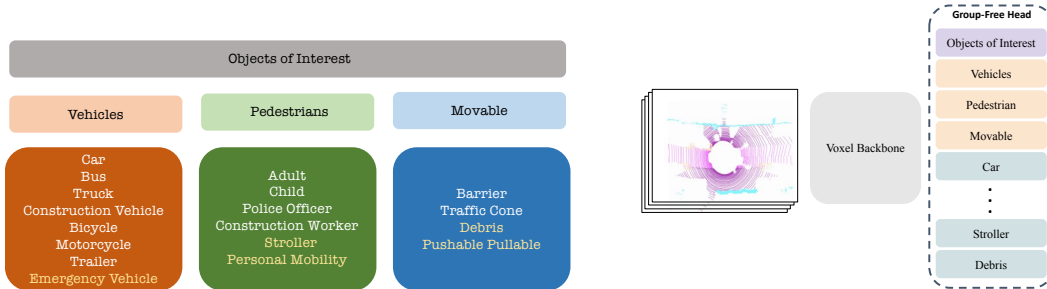 Objects of Interest
Vehicles
Pedestrians
Movable
Car
Bus
Truck
Construction Vehicle
Bicycle
Motorcycle
Trailer
Emergency Vehicle
Adult
Child
Police Officer
Construction Worker
Stroller
Personal Mobility
Barrier
Traffic Cone
Debris
Pushable Pullable
Voxel Backbone
Group-Free Head
Objects of Interest
Vehicles
Pedestrian
Movable
Car
Stroller
Debris